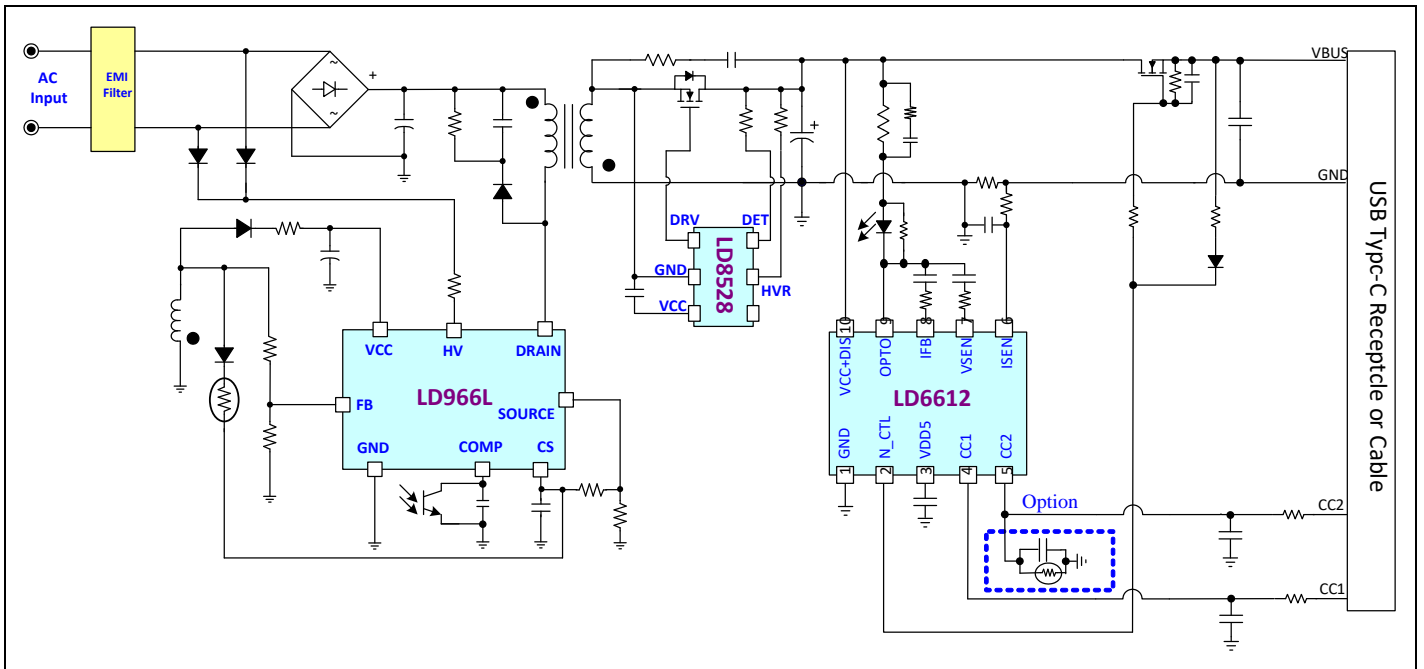 AC
Input
EMI
Filter
~
~
+
+
VBUS
GND
USB Typc-C Receptcle or Cable
DRV
DET
GND
HVR
VCC
LD8528
VCC
HV
DRAIN
LD966L
FB
SOURCE
GND
COMP
CS
10
9
8
7
6
VCC+DIS
OPTO
IFB
VSEN
ISEN
LD6612
GND
N_CTL
VDD5
CC1
CC2
1
2
3
4
5
Option
CC2
CC1